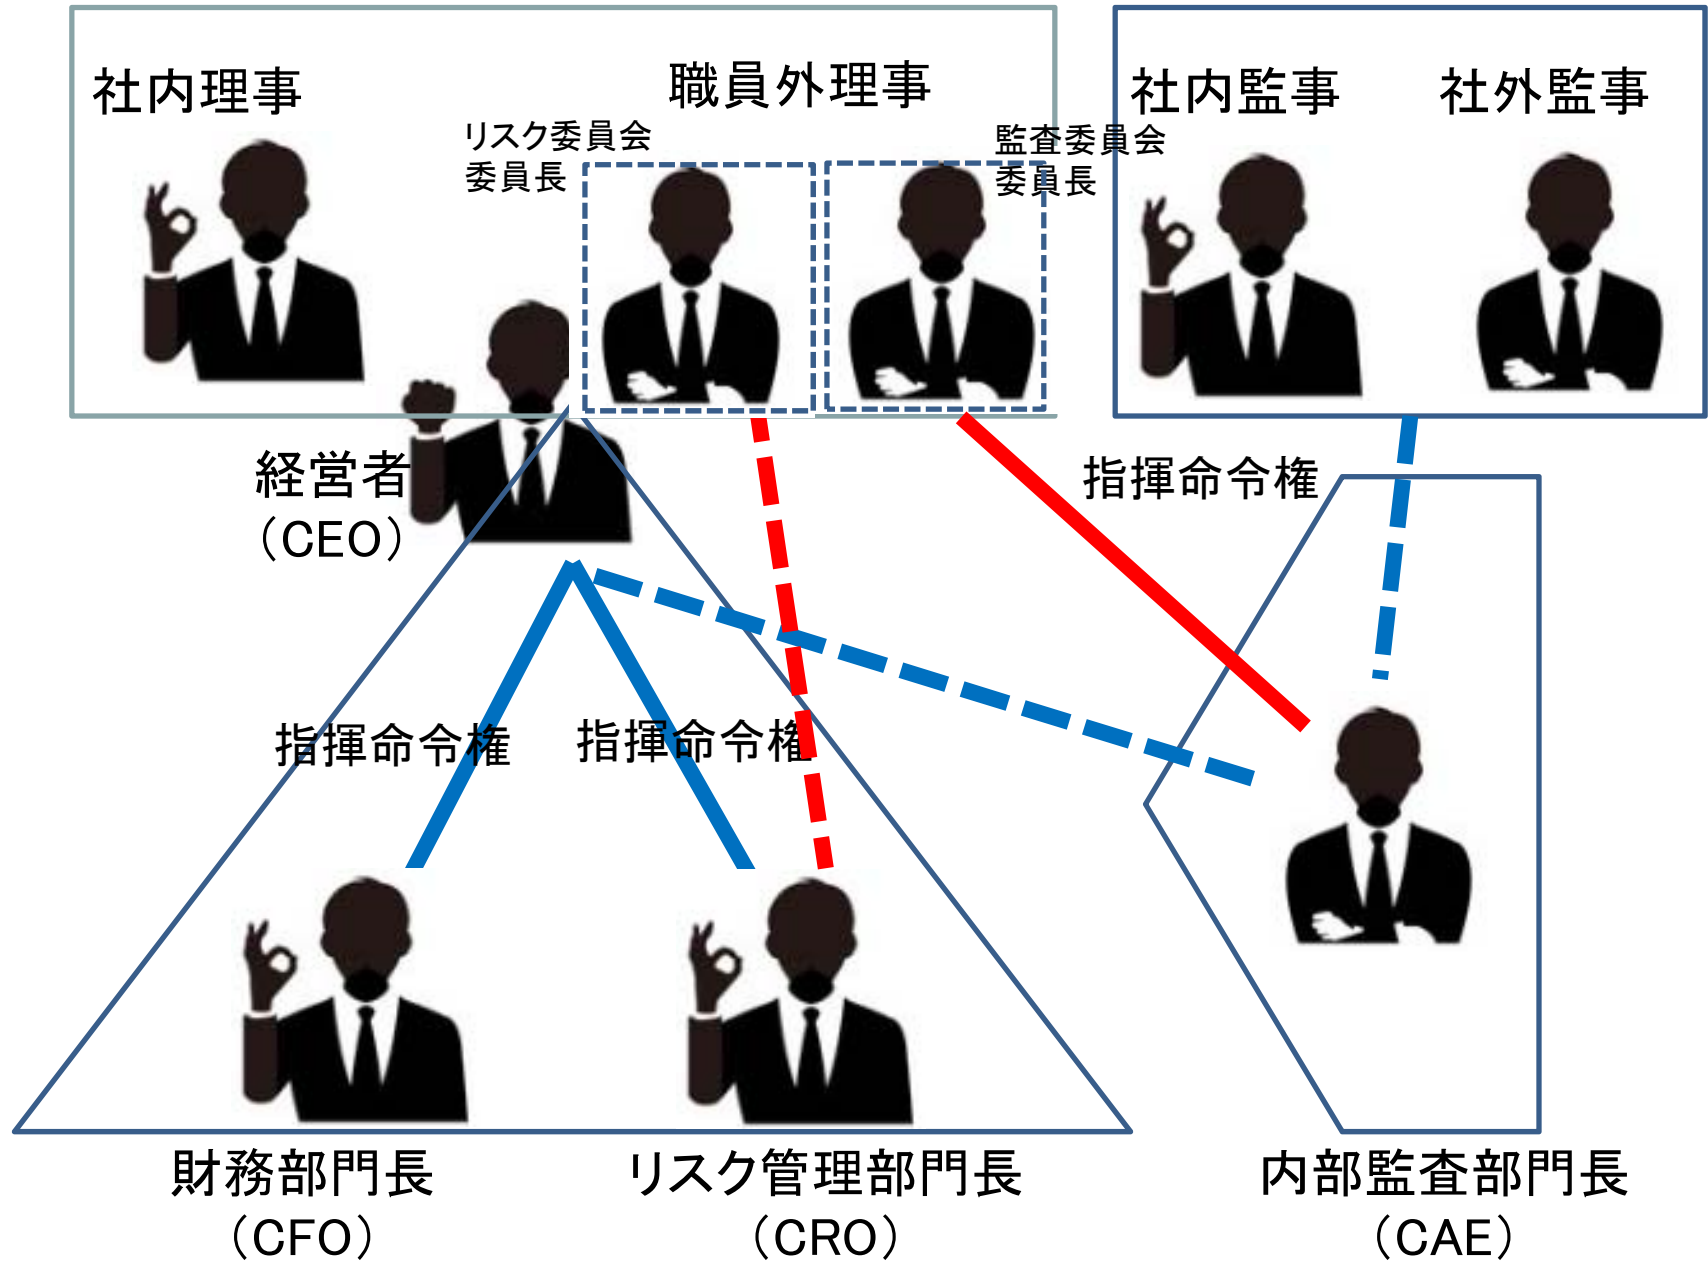 社内理事
職員外理事
社内監事
社外監事
リスク委員会
委員長
監査委員会
委員長
経営者
（CEO）
指揮命令権
指揮命令権
指揮命令権
財務部門長
（CFO）
リスク管理部門長
（CRO）
内部監査部門長
（CAE）